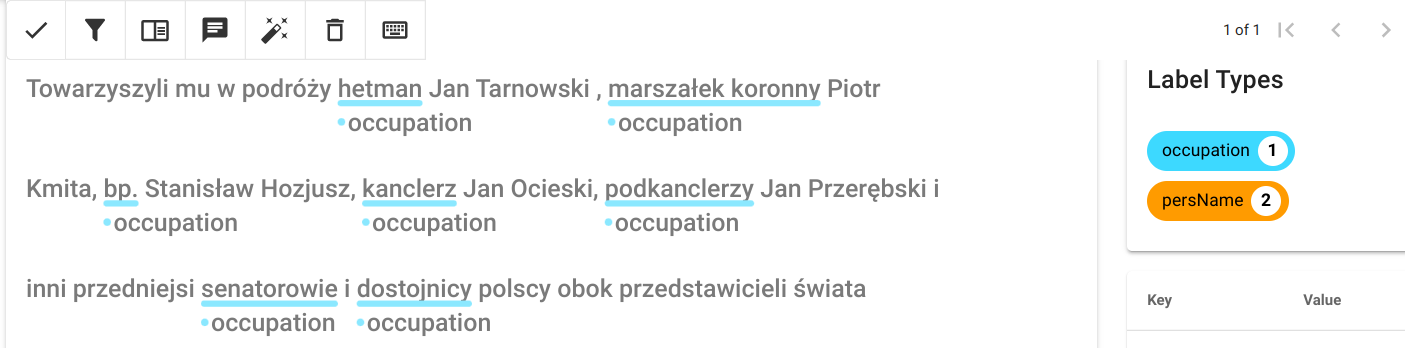 1 of 1
Towarzyszyli mu w podróży hetman Jan Tarnowski , marszałek koronny Piotr
occupation occupation
Kmita, bp. Stanisław Hozjusz, kanclerz Jan Ocieski, podkanclerzy Jan Przerębski i
occupation occupation occupation
inni przedniejsi senatorowie i dostojnicy polscy obok przedstawicieli świata
occupation occupation
Label Types
occupation 1
persName 2
Key Value